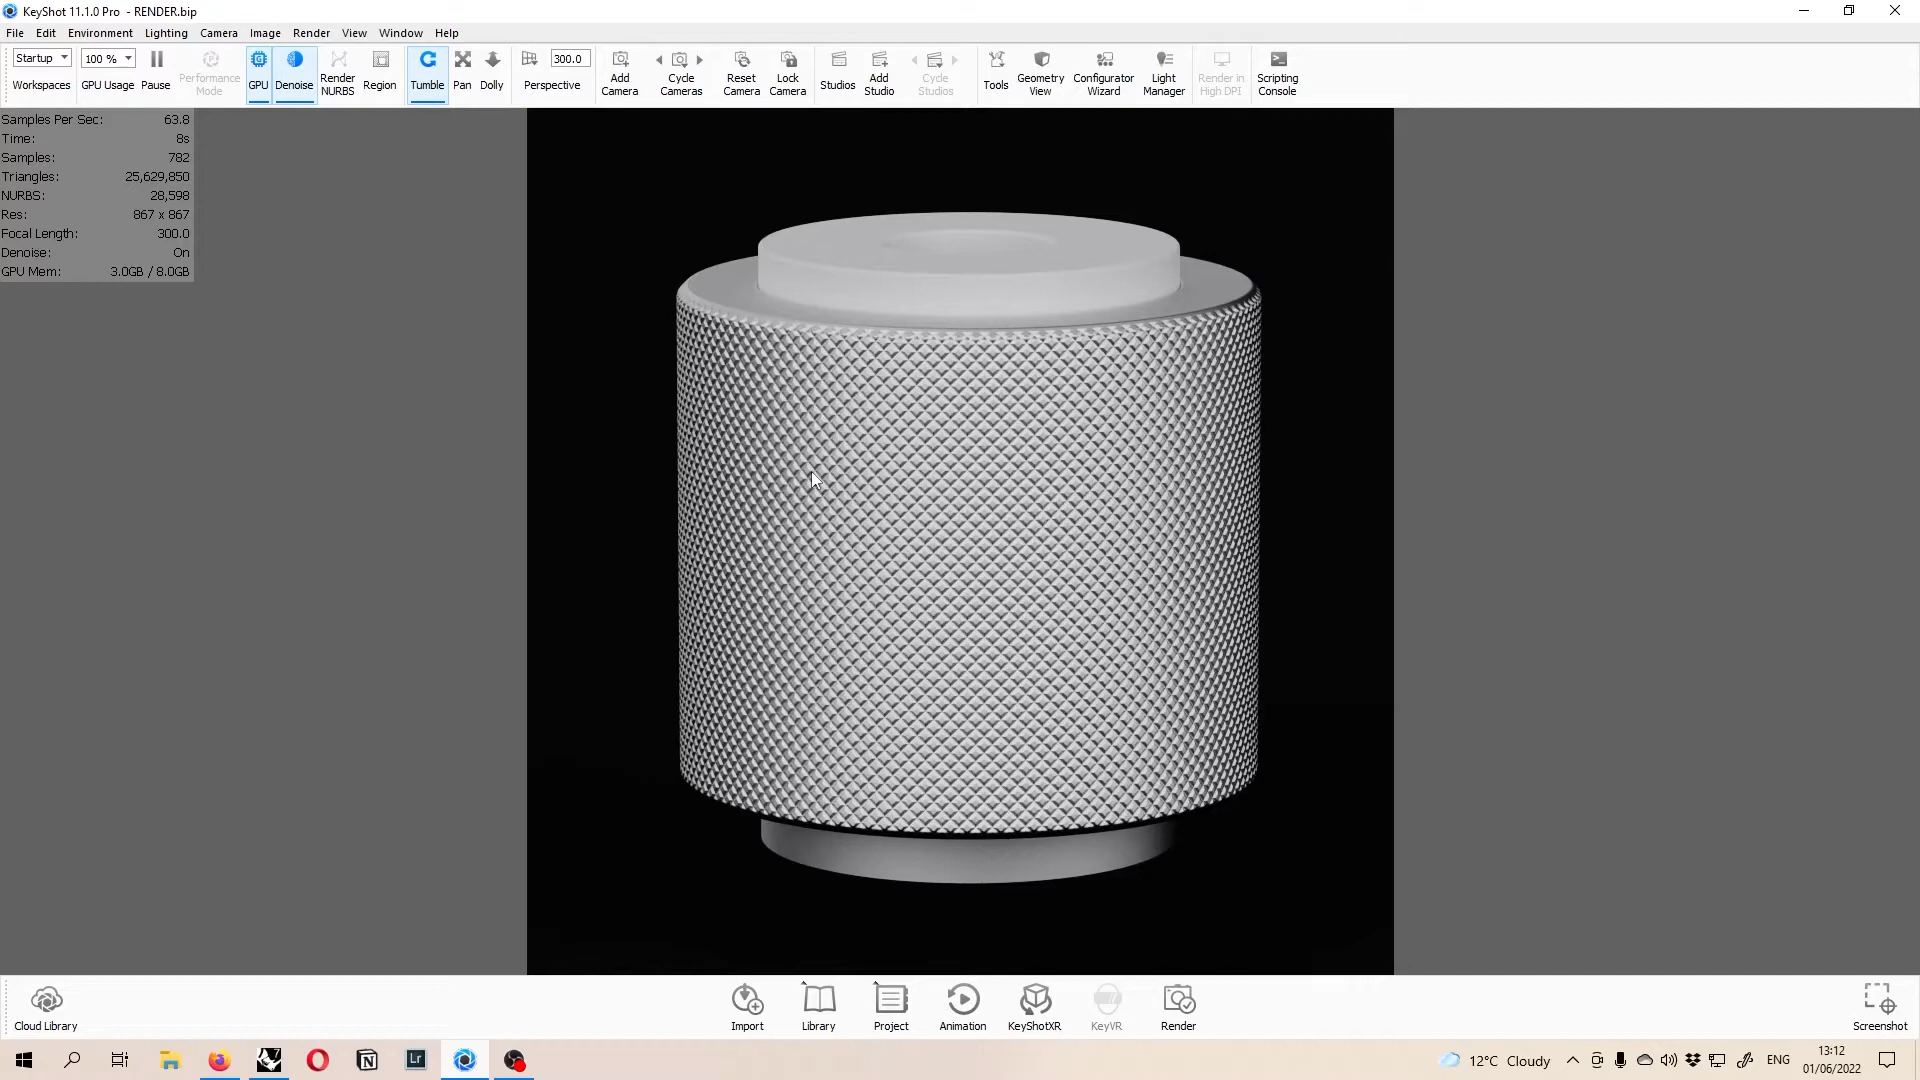 KeyShot 11.1.0 Pro - RENDER.bip
File Edit Environment Lighting Camera Image Render View Window Help
Startup 100 % 300.0
Workspaces GPU Usage Pause Performance Mode GPU Denoise Render NURBS Region Tumble Pan Dolly Perspective Add Camera Cycle Cameras Reset Camera Lock Camera Studios Add Studio Cycle Studios Tools Geometry View Configurator Wizard Light Manager Render in High DPI Scripting Console
Samples Per Sec: 63.8
Time: 8s
Samples: 782
Triangles: 25,629,850
NURBS: 28,598
Res: 867 x 867
Focal Length: 300.0
Denoise: On
GPU Mem: 3.0GB / 8.0GB
Cloud Library Import Library Project Animation KeyShotXR KeyVR Render Screenshot
Lr 12°C Cloudy ENG 13:12
01/06/2022